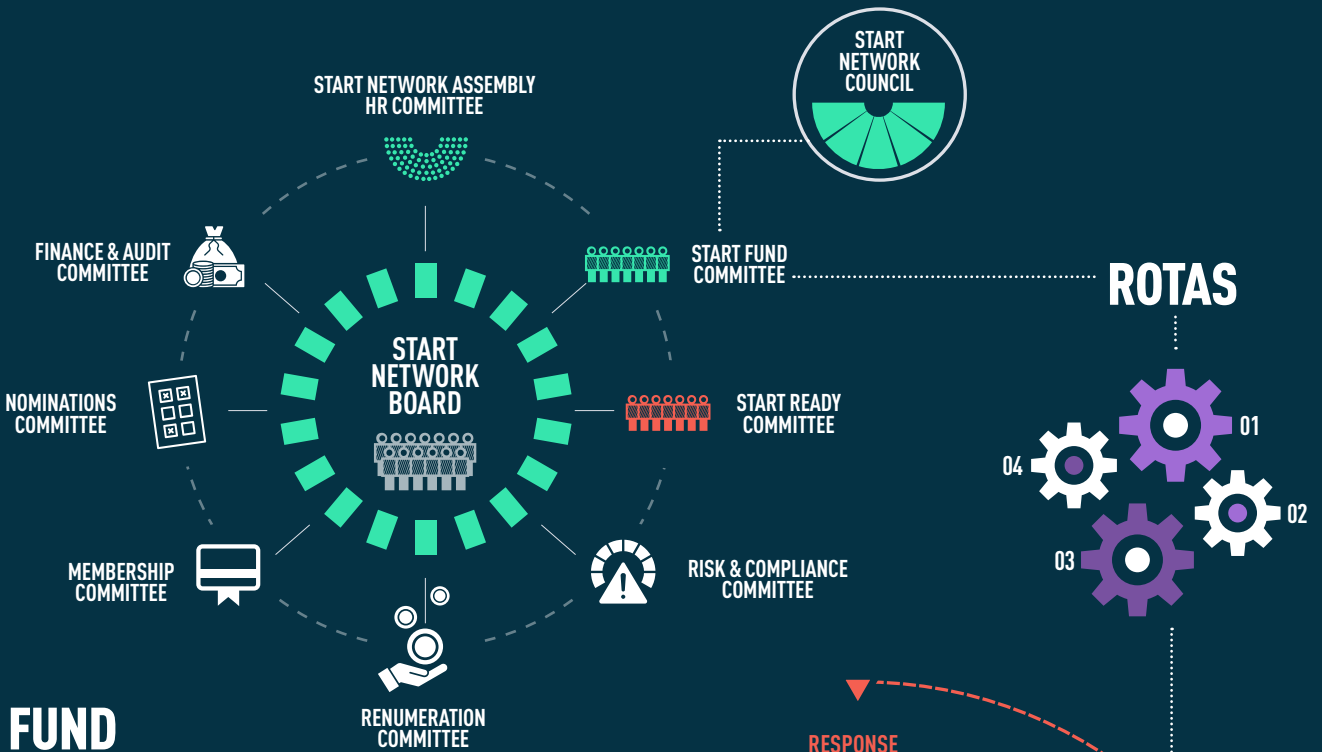 START
NETWORK
COUNCIL
START NETWORK ASSEMBLY
HR COMMITTEE
FINANCE & AUDIT
COMMITTEE
START FUND
COMMITTEE
ROTAS
START
NETWORK
BOARD
NOMINATIONS
COMMITTEE
START READY
COMMITTEE
01
04
02
03
MEMBERSHIP
COMMITTEE
RISK & COMPLIANCE
COMMITTEE
RENUMERATION
COMMITTEE
FUND
RESPONSE